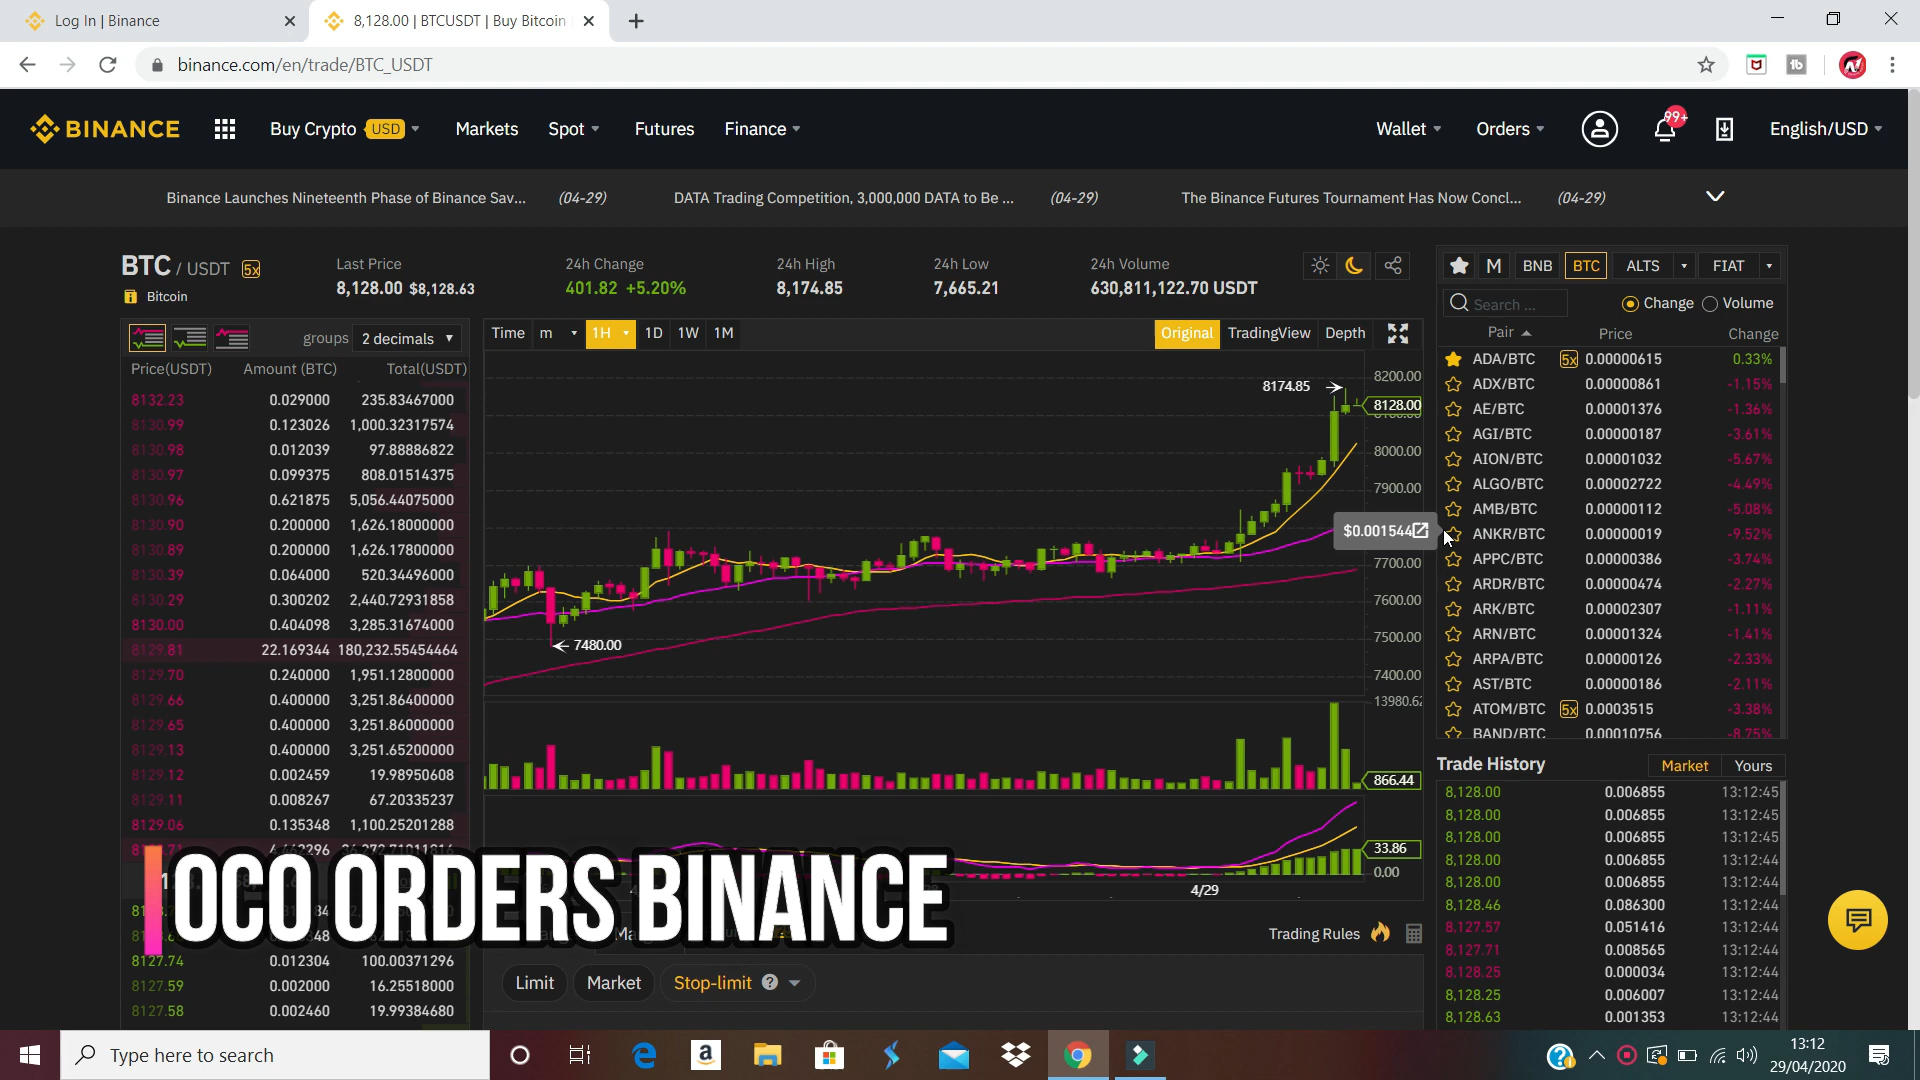 Log In | Binance
8,128.00 | BTCUSDT | Buy Bitcoin
binance.com/en/trade/BTC_USDT
BINANCE Buy Crypto USD Markets Spot Futures Finance Wallet Orders 99+ English/USD
Binance Launches Nineteenth Phase of Binance Sav... (04-29) DATA Trading Competition, 3,000,000 DATA to Be ... (04-29) The Binance Futures Tournament Has Now Concl... (04-29)
BTC / USDT 5x
Bitcoin
Last Price
8,128.00 $8,128.63
24h Change
401.82 +5.20%
24h High
8,174.85
24h Low
7,665.21
24h Volume
630,811,122.70 USDT
groups 2 decimals
Price(USDT) Amount (BTC) Total(USDT)
8132.23 0.029000 235.83467000
8130.99 0.123026 1,000.32317574
8130.98 0.012039 97.88886822
8130.97 0.099375 808.01514375
8130.96 0.621875 5,056.44075000
8130.90 0.200000 1,626.18000000
8130.89 0.200000 1,626.17800000
8130.39 0.064000 520.34496000
8130.29 0.300202 2,440.72931858
8130.00 0.404098 3,285.31674000
8129.81 22.169344 180,232.55454464
8129.70 0.240000 1,951.12800000
8129.66 0.400000 3,251.86400000
8129.65 0.400000 3,251.86000000
8129.13 0.400000 3,251.65200000
8129.12 0.002459 19.98950608
8129.11 0.008267 67.20335237
8129.06 0.135348 1,100.25201288
8127.74 0.012304 100.00371296
8127.59 0.002000 16.25518000
8127.58 0.002460 19.99384680
Time m 1H 1D 1W 1M Original TradingView Depth
8174.85
7480.00
8200.00
8128.00
8000.00
7900.00
7700.00
7600.00
7500.00
7400.00
13980.62
866.44
33.86
0.00
4/29
$0.001544
OCO ORDERS BINANCE
Trading Rules
Limit Market Stop-limit ?
M BNB BTC ALTS FIAT
Search ... Change Volume
Pair Price Change
ADA/BTC 5x 0.00000615 0.33%
ADX/BTC 0.00000861 -1.15%
AE/BTC 0.00001376 -1.36%
AGI/BTC 0.00000187 -3.61%
AION/BTC 0.00001032 -5.67%
ALGO/BTC 0.00002722 -4.49%
AMB/BTC 0.00000112 -5.08%
ANKR/BTC 0.00000019 -9.52%
APPC/BTC 0.00000386 -3.74%
ARDR/BTC 0.00000474 -2.27%
ARK/BTC 0.00002307 -1.11%
ARN/BTC 0.00001324 -1.41%
ARPA/BTC 0.00000126 -2.33%
AST/BTC 0.00000186 -2.11%
ATOM/BTC 5x 0.0003515 -3.38%
BAND/BTC 0.00010756 -8.75%
Trade History Market Yours
8,128.00 0.006855 13:12:45
8,128.00 0.006855 13:12:45
8,128.00 0.006855 13:12:45
8,128.00 0.006855 13:12:44
8,128.00 0.006855 13:12:44
8,128.46 0.086300 13:12:44
8,127.57 0.051416 13:12:44
8,127.71 0.008565 13:12:44
8,128.25 0.000034 13:12:44
8,128.25 0.006007 13:12:44
8,128.63 0.001353 13:12:44
Type here to search
13:12
29/04/2020